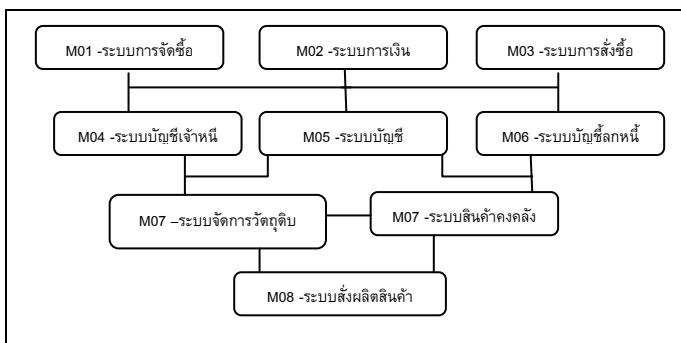 M01 -ระบบการจัดซื้อ
M02 -ระบบการเงิน
M03 -ระบบการสั่งซื้อ
M04 -ระบบบัญชีเจ้าหนี
M05 -ระบบบัญชี
M06 -ระบบบัญชี้ลกหนี้
M07 –ระบบจัดการวัตถุดิบ
M07 -ระบบสินค้าคงคลัง
M08 -ระบบสั่งผลิตสินค้า